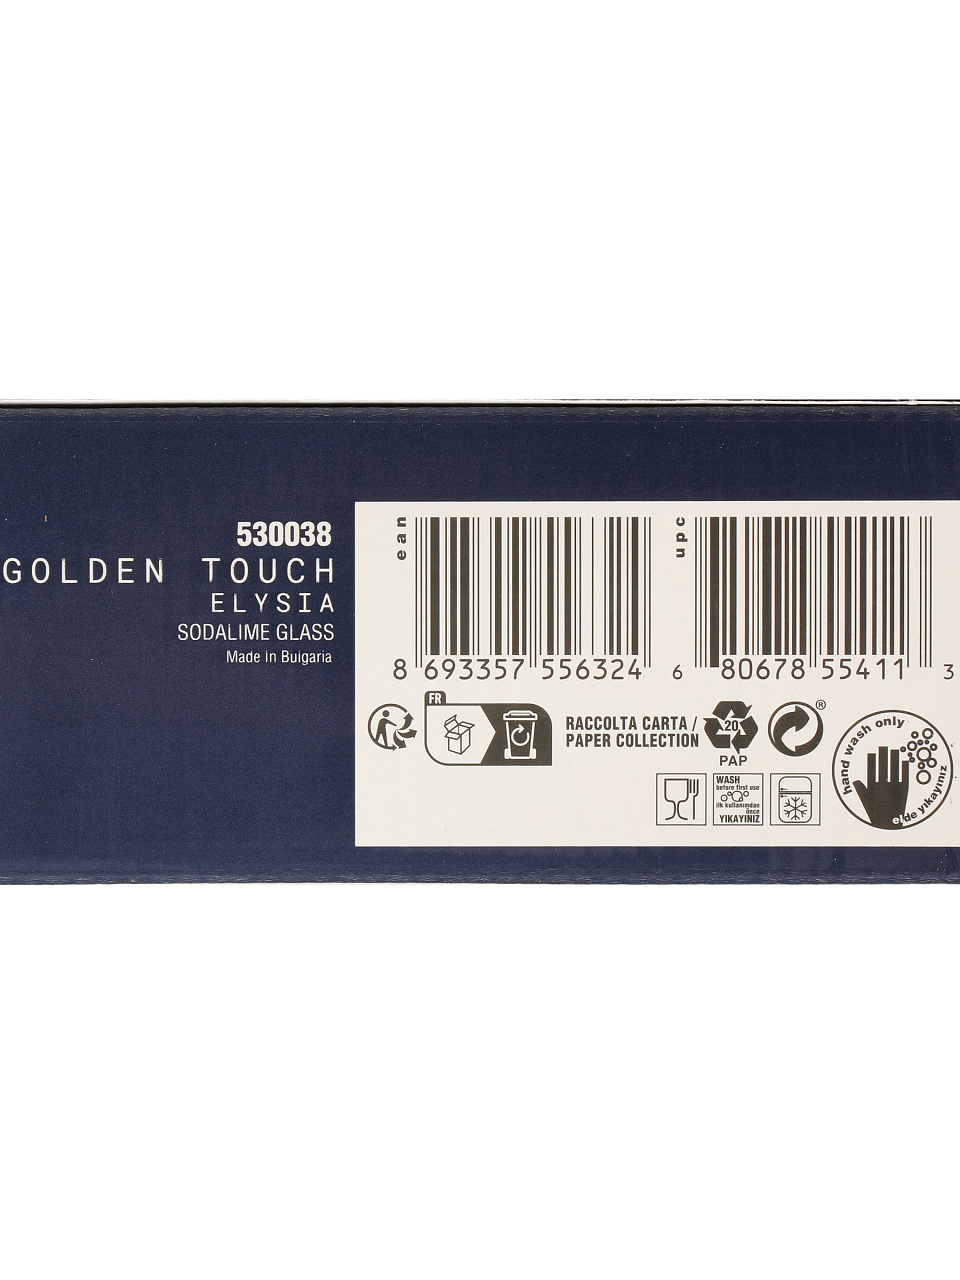 530038
GOLDEN TOUCH
ELYSIA
SODALIME GLASS
Made in Bulgaria
ean
8 693357 556324
upc
6 80678 55411 3
FR
RACCOLTA CARTA /
PAPER COLLECTION
20
PAP
®
WASH
before first use
ilk kullanımdan
önce
YIKAYINIZ
hand wash only
elde yıkayınız